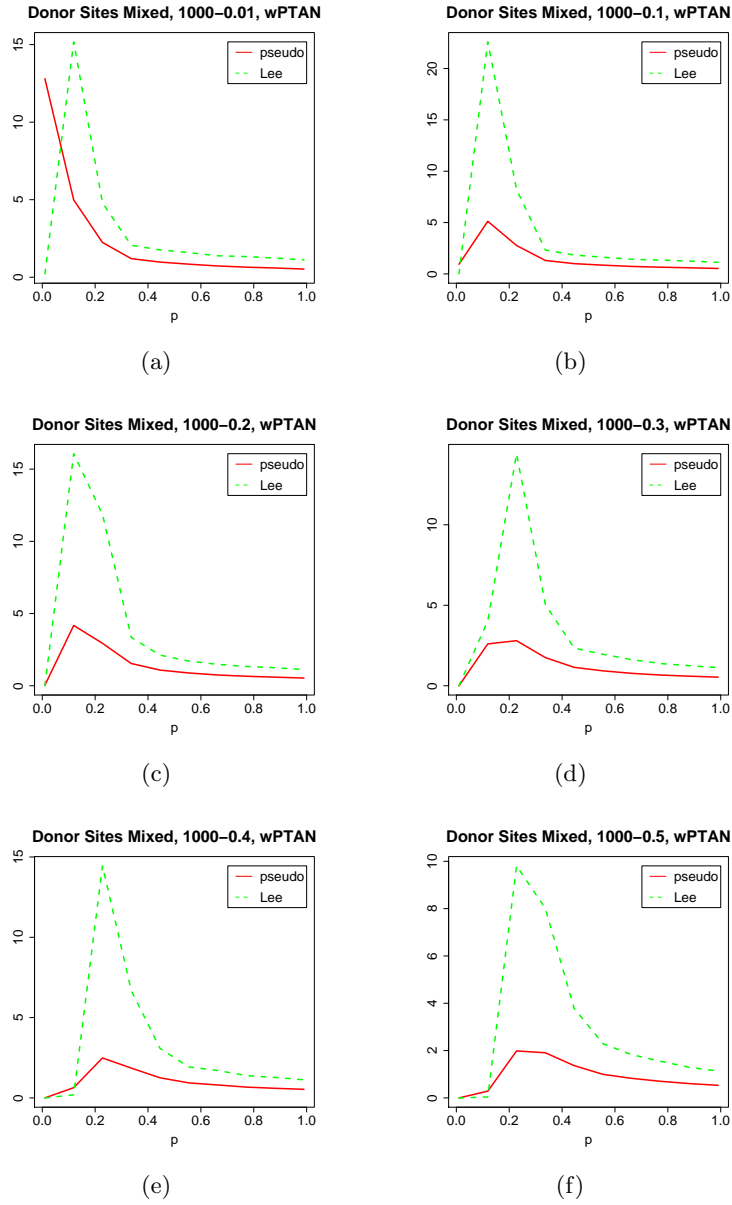 Donor Sites Mixed, 1000−0.01, wPTAN
pseudo
Lee
15
10
5
0
0.0 0.2 0.4 0.6 0.8 1.0
p
(a)
Donor Sites Mixed, 1000−0.1, wPTAN
pseudo
Lee
20
15
10
5
0
0.0 0.2 0.4 0.6 0.8 1.0
p
(b)
Donor Sites Mixed, 1000−0.2, wPTAN
pseudo
Lee
15
10
5
0
0.0 0.2 0.4 0.6 0.8 1.0
p
(c)
Donor Sites Mixed, 1000−0.3, wPTAN
pseudo
Lee
10
5
0
0.0 0.2 0.4 0.6 0.8 1.0
p
(d)
Donor Sites Mixed, 1000−0.4, wPTAN
pseudo
Lee
15
10
5
0
0.0 0.2 0.4 0.6 0.8 1.0
p
(e)
Donor Sites Mixed, 1000−0.5, wPTAN
pseudo
Lee
10
8
6
4
2
0
0.0 0.2 0.4 0.6 0.8 1.0
p
(f)